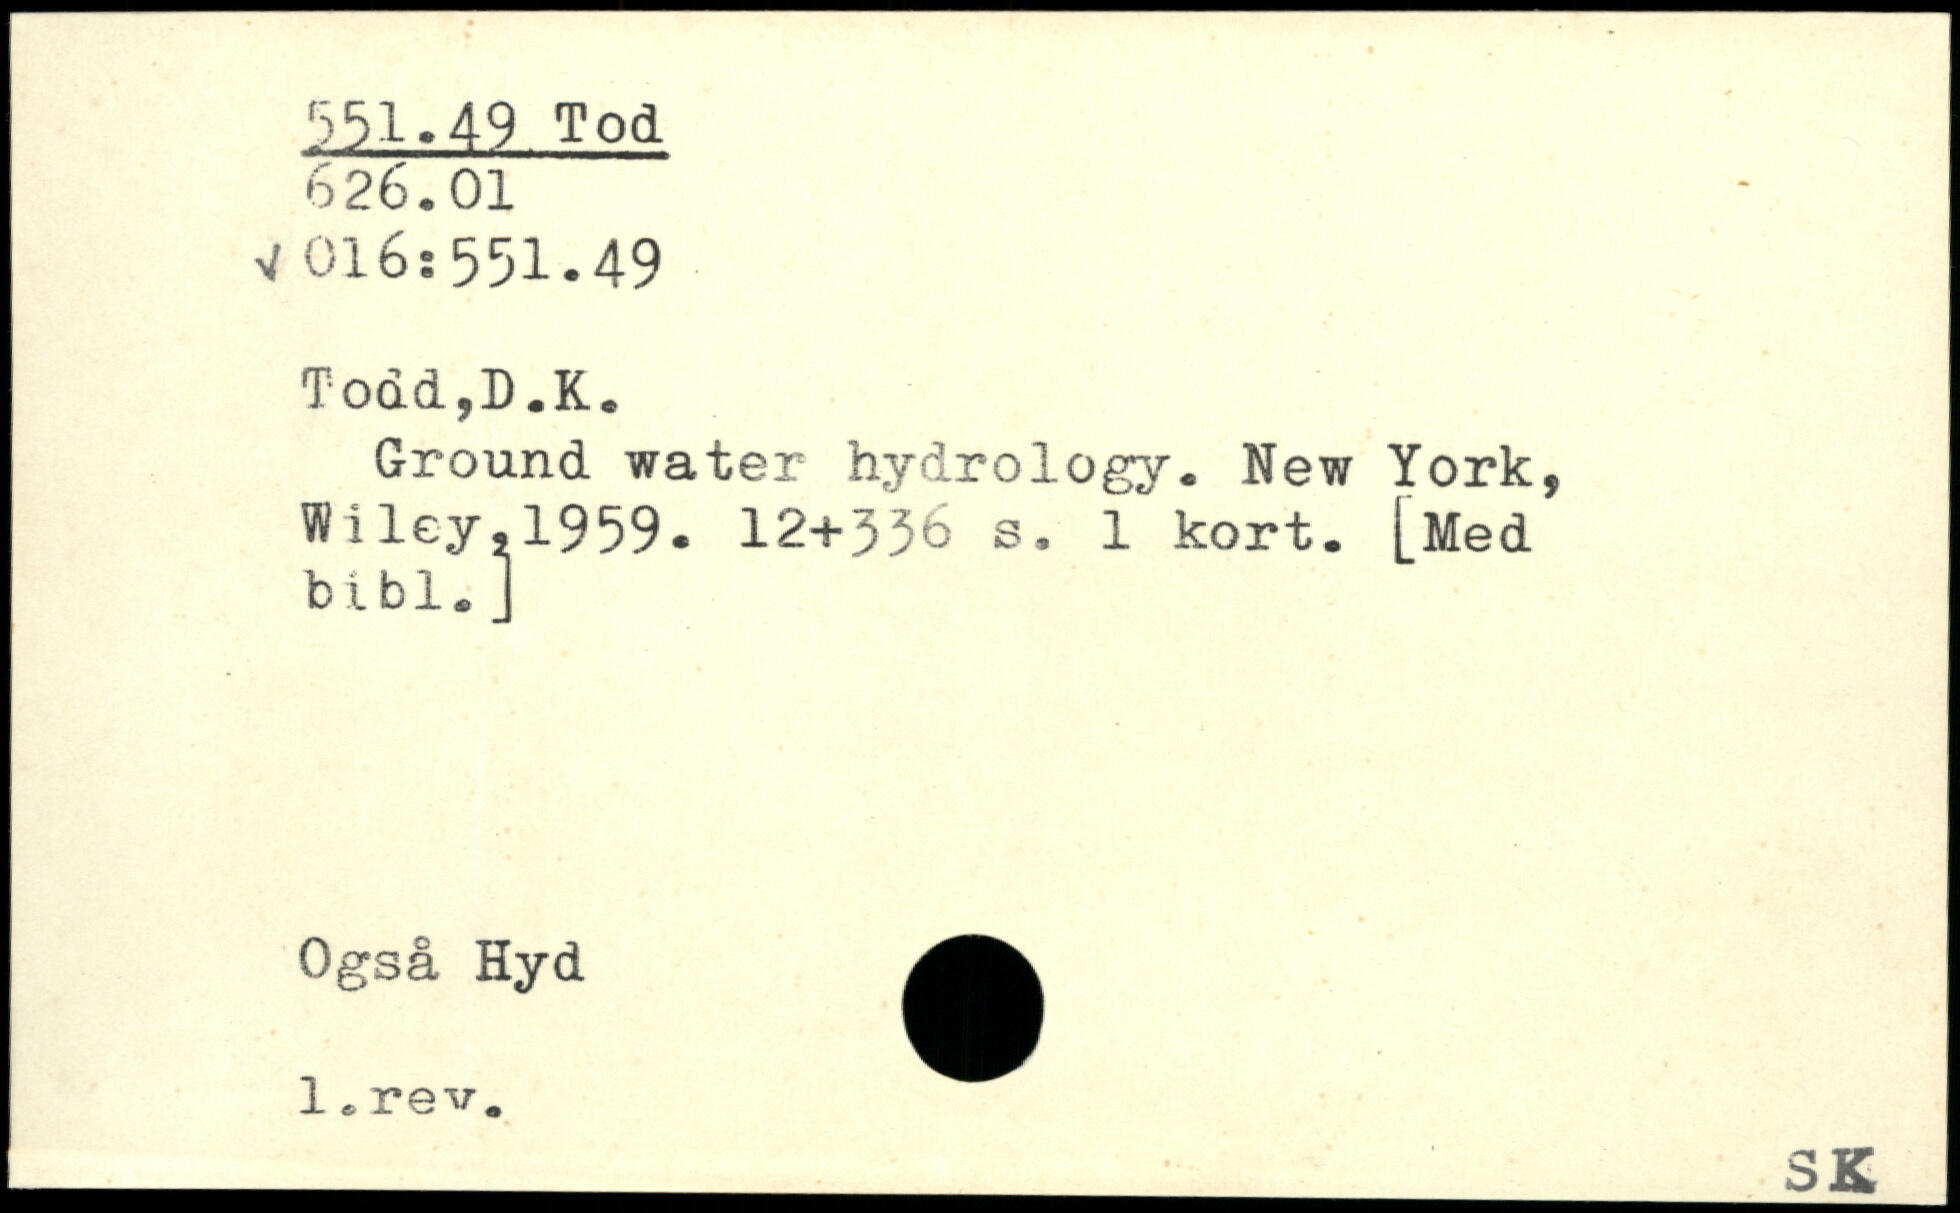 551.49 Tod
626.01
✓ 016:551.49
Todd,D.K.
Ground water hydrology. New York,
Wiley,1959. 12+336 s. 1 kort. [Med
bibl.]
Også Hyd
1.rev.
SK